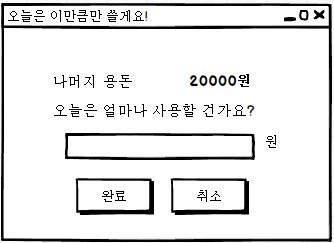 오늘은 이만큼만 쓸게요!
나머지 용돈 20000원
오늘은 얼마나 사용할 건가요?
원
완료 취소